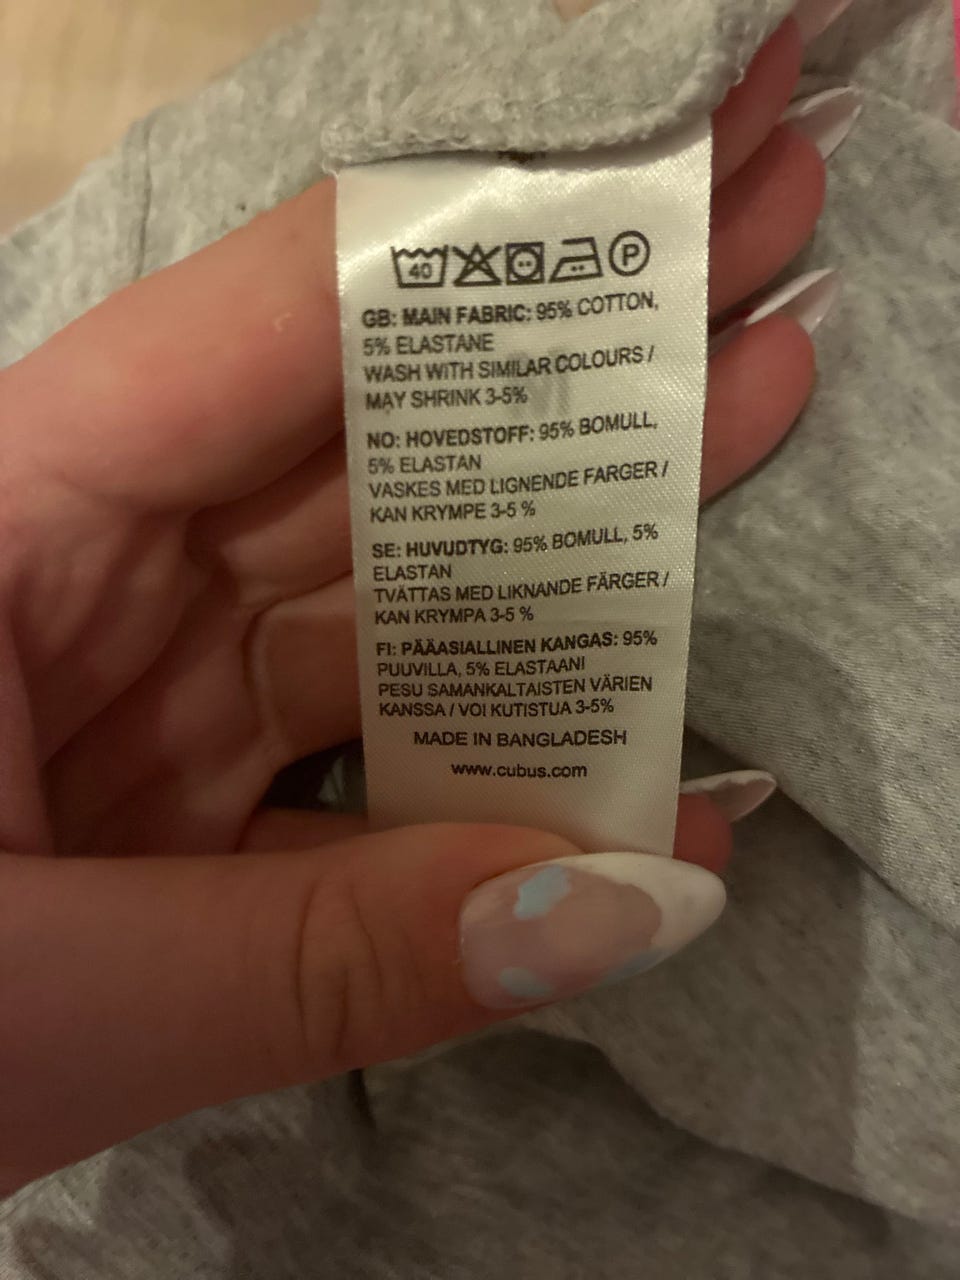 40 P
GB: MAIN FABRIC: 95% COTTON,
5% ELASTANE
WASH WITH SIMILAR COLOURS /
MAY SHRINK 3-5%
NO: HOVEDSTOFF: 95% BOMULL,
5% ELASTAN
VASKES MED LIGNENDE FARGER /
KAN KRYMPE 3-5 %
SE: HUVUDTYG: 95% BOMULL, 5%
ELASTAN
TVÄTTAS MED LIKNANDE FÄRGER /
KAN KRYMPA 3-5 %
FI: PÄÄASIALLINEN KANGAS: 95%
PUUVILLA, 5% ELASTAANI
PESU SAMANKALTAISTEN VÄRIEN
KANSSA / VOI KUTISTUA 3-5%
MADE IN BANGLADESH
www.cubus.com